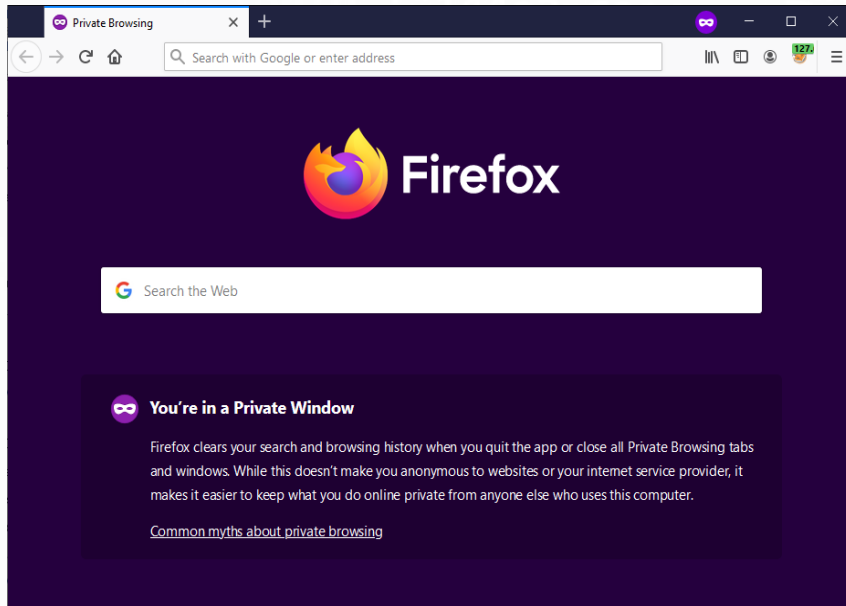 Private Browsing
Search with Google or enter address
127.
Firefox
Search the Web
You're in a Private Window
Firefox clears your search and browsing history when you quit the app or close all Private Browsing tabs
and windows. While this doesn't make you anonymous to websites or your internet service provider, it
makes it easier to keep what you do online private from anyone else who uses this computer.
Common myths about private browsing